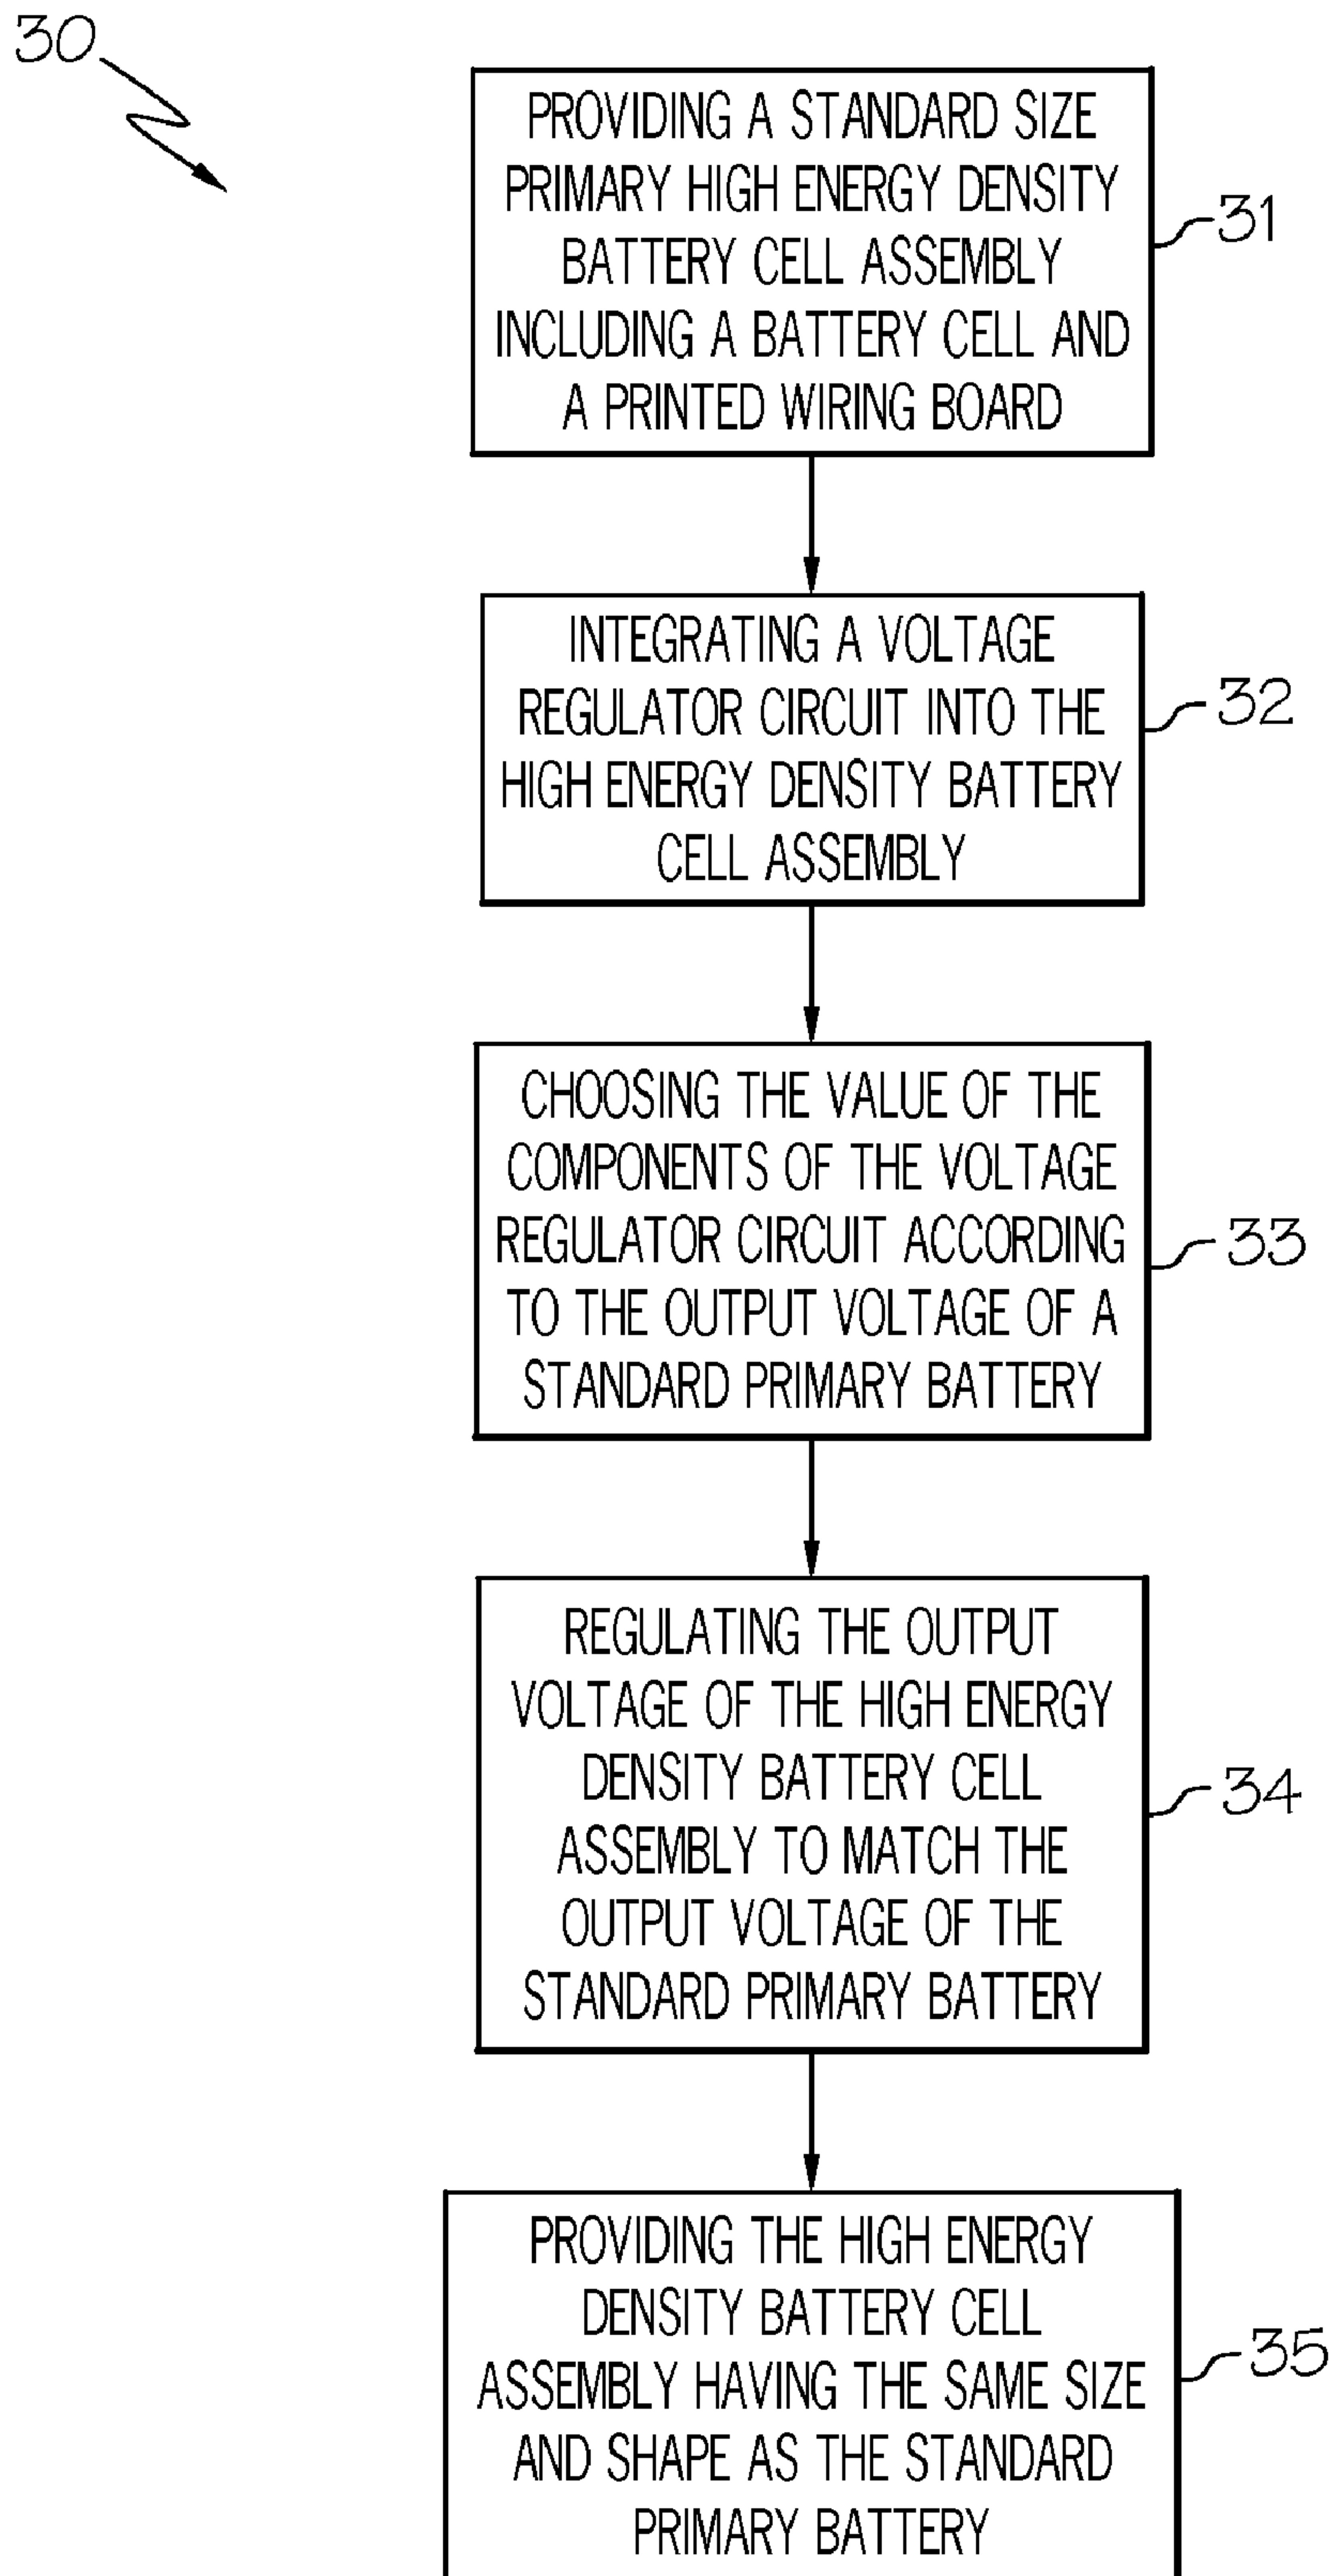 30
PROVIDING A STANDARD SIZE
PRIMARY HIGH ENERGY DENSITY
BATTERY CELL ASSEMBLY
INCLUDING A BATTERY CELL AND
A PRINTED WIRING BOARD
31
INTEGRATING A VOLTAGE
REGULATOR CIRCUIT INTO THE
HIGH ENERGY DENSITY BATTERY
CELL ASSEMBLY
32
CHOOSING THE VALUE OF THE
COMPONENTS OF THE VOLTAGE
REGULATOR CIRCUIT ACCORDING
TO THE OUTPUT VOLTAGE OF A
STANDARD PRIMARY BATTERY
33
REGULATING THE OUTPUT
VOLTAGE OF THE HIGH ENERGY
DENSITY BATTERY CELL
ASSEMBLY TO MATCH THE
OUTPUT VOLTAGE OF THE
STANDARD PRIMARY BATTERY
34
PROVIDING THE HIGH ENERGY
DENSITY BATTERY CELL
ASSEMBLY HAVING THE SAME SIZE
AND SHAPE AS THE STANDARD
PRIMARY BATTERY
35